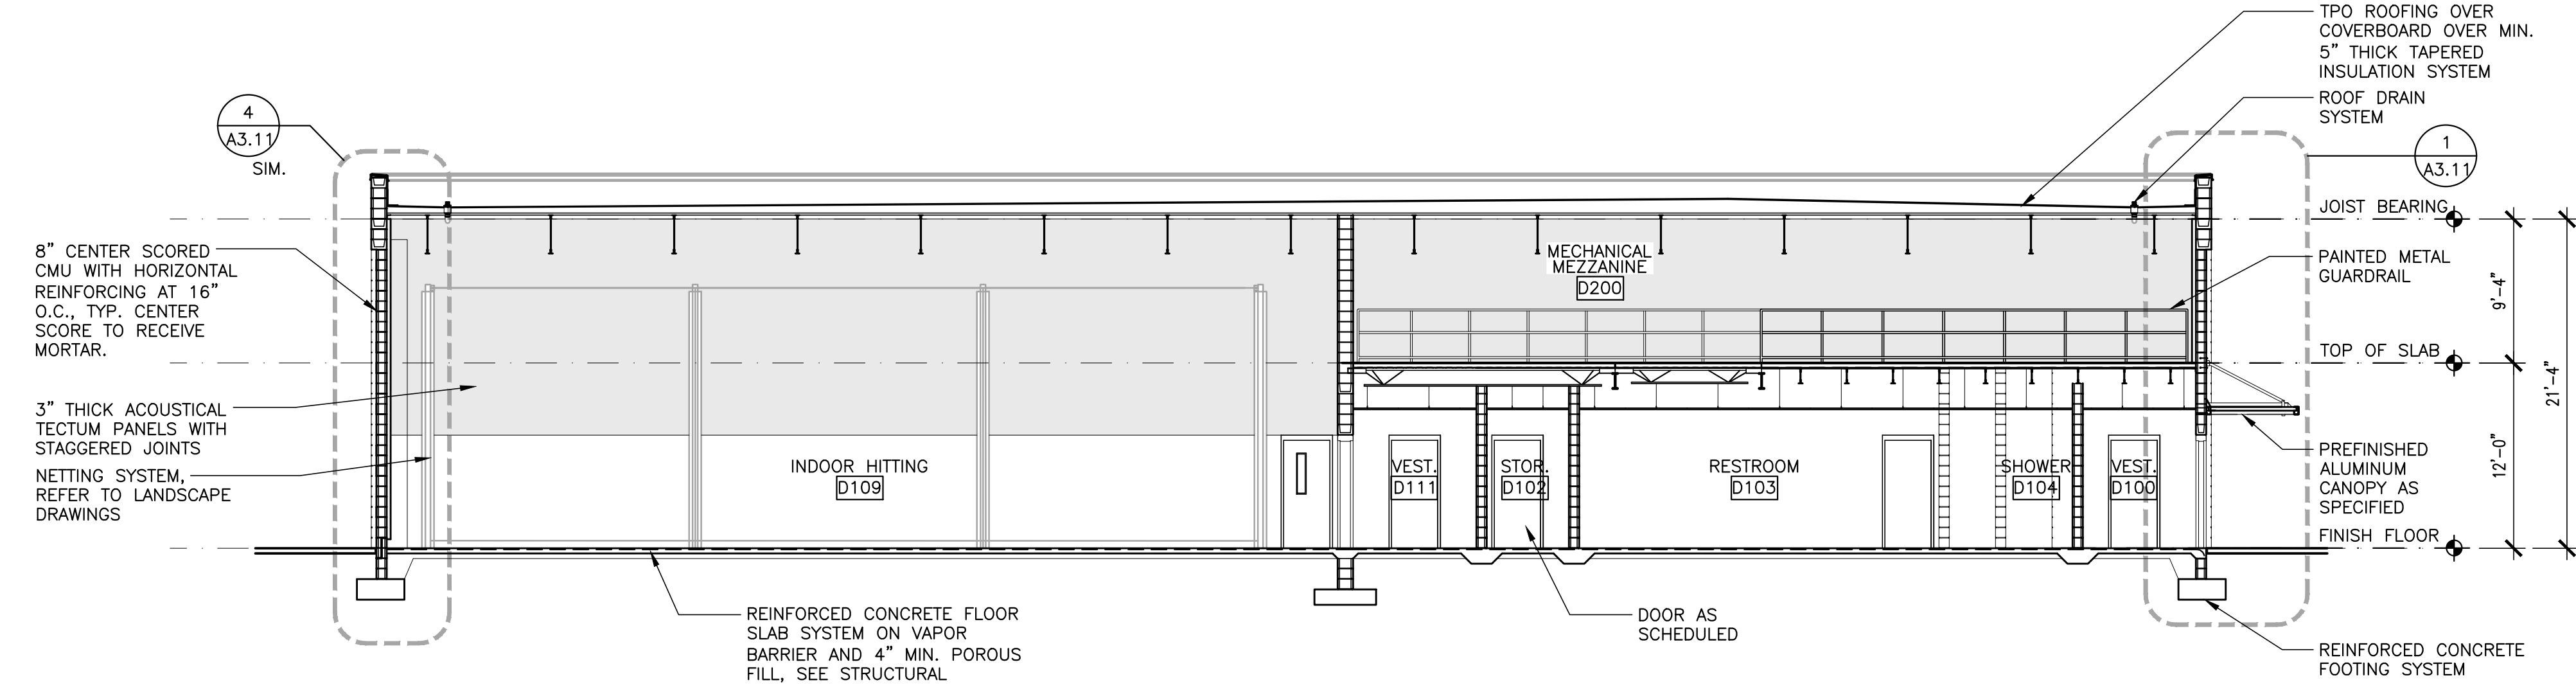 TPO ROOFING OVER
COVERBOARD OVER MIN.
5" THICK TAPERED
INSULATION SYSTEM
ROOF DRAIN
SYSTEM
4
A3.11
SIM.
1
A3.11
JOIST BEARING
8" CENTER SCORED
CMU WITH HORIZONTAL
REINFORCING AT 16"
O.C., TYP. CENTER
SCORE TO RECEIVE
MORTAR.
MECHANICAL
MEZZANINE
D200
PAINTED METAL
GUARDRAIL
9'-4"
TOP OF SLAB
21'-4"
3" THICK ACOUSTICAL
TECTUM PANELS WITH
STAGGERED JOINTS
NETTING SYSTEM,
REFER TO LANDSCAPE
DRAWINGS
INDOOR HITTING
D109
VEST.
D111
STOR.
D102
RESTROOM
D103
SHOWER
D104
VEST.
D100
PREFINISHED
ALUMINUM
CANOPY AS
SPECIFIED
12'-0"
FINISH FLOOR
REINFORCED CONCRETE FLOOR
SLAB SYSTEM ON VAPOR
BARRIER AND 4" MIN. POROUS
FILL, SEE STRUCTURAL
DOOR AS
SCHEDULED
REINFORCED CONCRETE
FOOTING SYSTEM